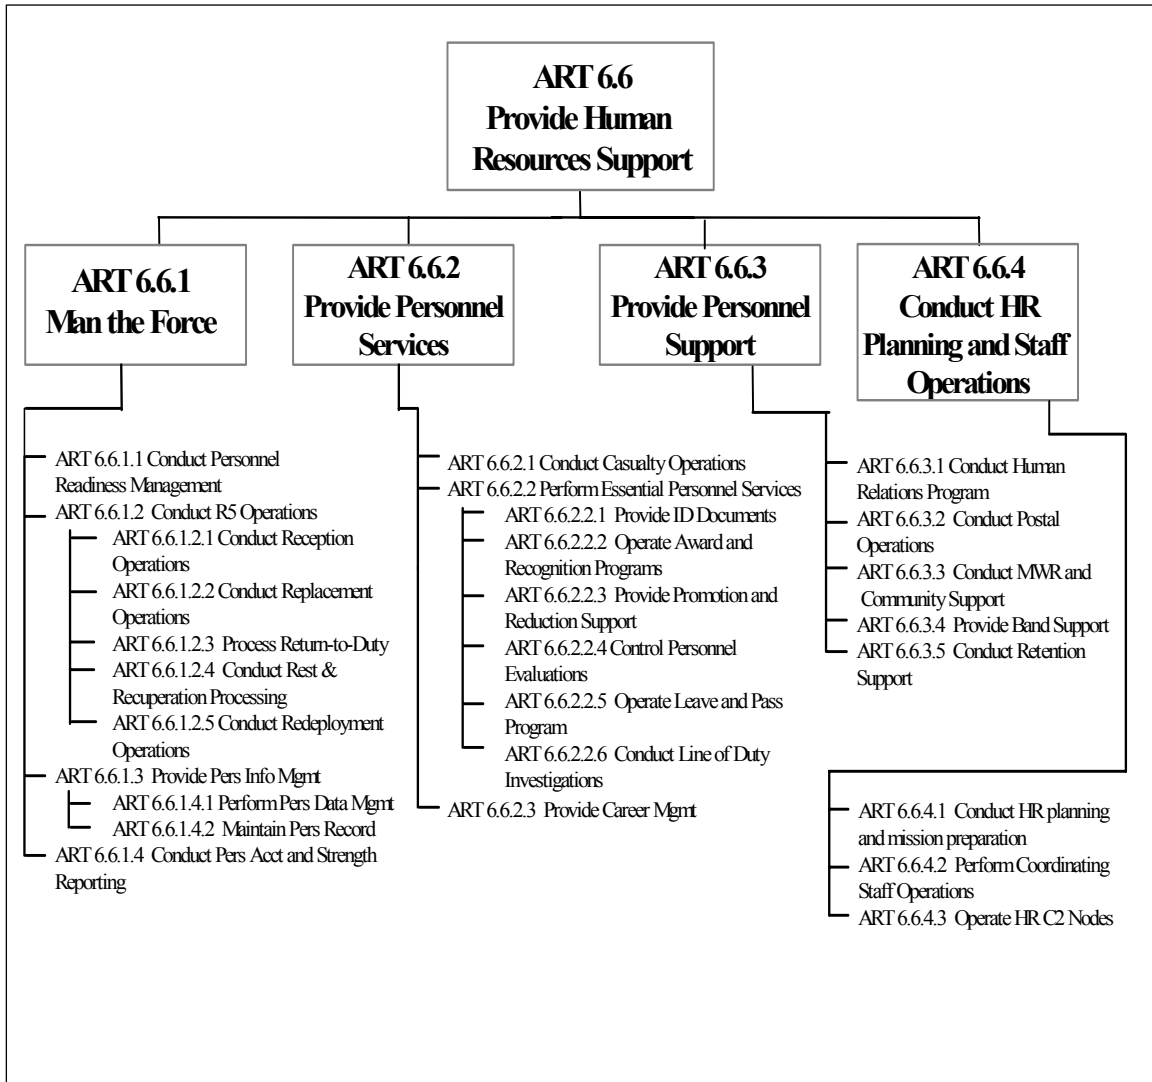 ART 6.6
Provide Human
Resources Support
ART 6.6.1
Man the Force
ART 6.6.2
Provide Personnel
Services
ART 6.6.3
Provide Personnel
Support
ART 6.6.4
Conduct HR
Planning and Staff
Operations
ART 6.6.1.1 Conduct Personnel
Readiness Management
ART 6.6.1.2 Conduct R5 Operations
ART 6.6.1.2.1 Conduct Reception
Operations
ART 6.6.1.2.2 Conduct Replacement
Operations
ART 6.6.1.2.3 Process Return-to-Duty
ART 6.6.1.2.4 Conduct Rest &
Recuperation Processing
ART 6.6.1.2.5 Conduct Redeployment
Operations
ART 6.6.1.3 Provide Pers Info Mgmt
ART 6.6.1.4.1 Perform Pers Data Mgmt
ART 6.6.1.4.2 Maintain Pers Record
ART 6.6.1.4 Conduct Pers Acct and Strength
Reporting
ART 6.6.2.1 Conduct Casualty Operations
ART 6.6.2.2 Perform Essential Personnel Services
ART 6.6.2.2.1 Provide ID Documents
ART 6.6.2.2.2 Operate Award and
Recognition Programs
ART 6.6.2.2.3 Provide Promotion and
Reduction Support
ART 6.6.2.2.4 Control Personnel
Evaluations
ART 6.6.2.2.5 Operate Leave and Pass
Program
ART 6.6.2.2.6 Conduct Line of Duty
Investigations
ART 6.6.2.3 Provide Career Mgmt
ART 6.6.3.1 Conduct Human
Relations Program
ART 6.6.3.2 Conduct Postal
Operations
ART 6.6.3.3 Conduct MWR and
Community Support
ART 6.6.3.4 Provide Band Support
ART 6.6.3.5 Conduct Retention
Support
ART 6.6.4.1 Conduct HR planning
and mission preparation
ART 6.6.4.2 Perform Coordinating
Staff Operations
ART 6.6.4.3 Operate HR C2 Nodes